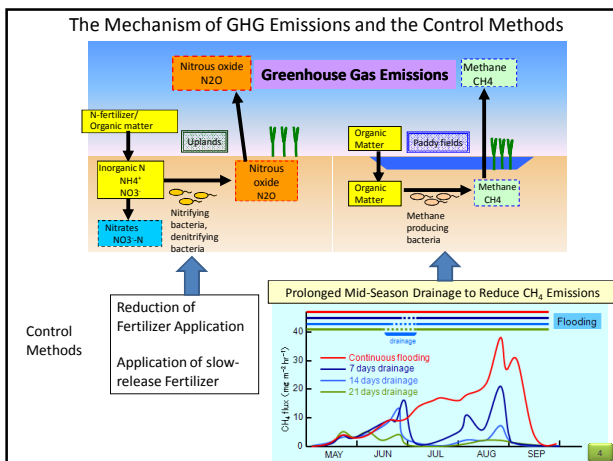 The Mechanism of GHG Emissions and the Control Methods
Nitrous oxide
N2O
Greenhouse Gas Emissions
Methane
CH4
N-fertilizer/
Organic matter
Uplands
Organic
Matter
Paddy fields
Inorganic N
NH4⁺
NO3⁻
Nitrous
oxide
N2O
Organic
Matter
Methane
CH4
Nitrates
NO3⁻-N
Nitrifying
bacteria,
denitrifying
bacteria
Methane
producing
bacteria
Control
Methods
Reduction of
Fertilizer Application
Application of slow-
release Fertilizer
Prolonged Mid-Season Drainage to Reduce CH₄ Emissions
Flooding
drainage
Continuous flooding
7 days drainage
14 days drainage
21 days drainage
CH₄ flux (mg m⁻² hr⁻¹)
40
30
20
10
0
MAY JUN JUL AUG SEP
4